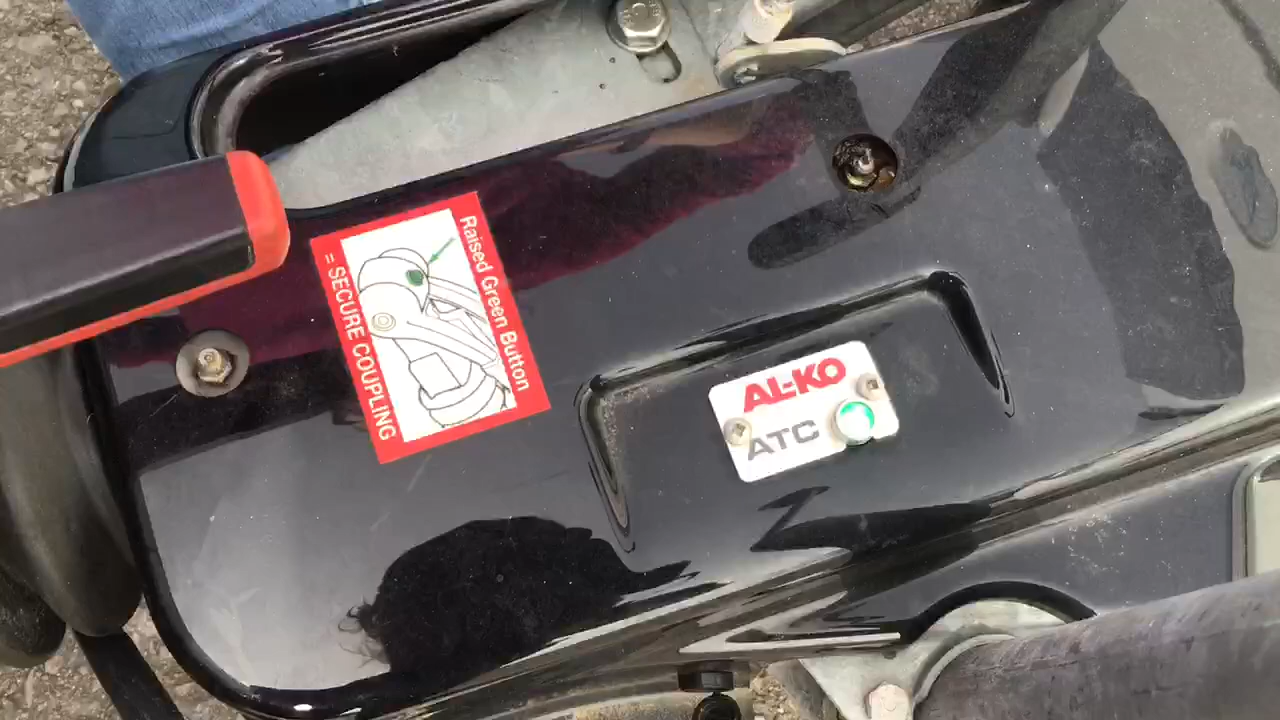 Raised Green Button
= SECURE COUPLING
AL-KO
ATC